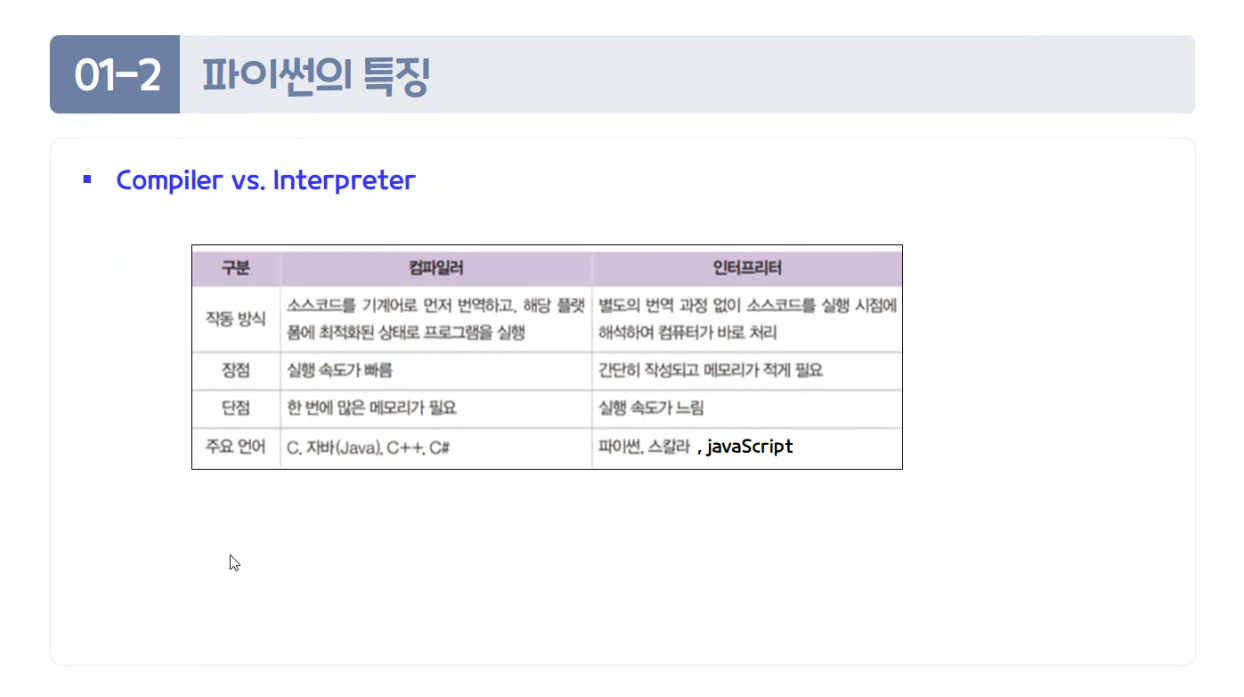 01-2 파이썬의 특징
▪ Compiler vs. Interpreter
구분 컴파일러 인터프리터
작동 방식 소스코드를 기계어로 먼저 번역하고, 해당 플랫폼에 최적화된 상태로 프로그램을 실행 별도의 번역 과정 없이 소스코드를 실행 시점에 해석하여 컴퓨터가 바로 처리
장점 실행 속도가 빠름 간단히 작성되고 메모리가 적게 필요
단점 한 번에 많은 메모리가 필요 실행 속도가 느림
주요 언어 C, 자바(Java), C++, C# 파이썬, 스칼라 , javaScript